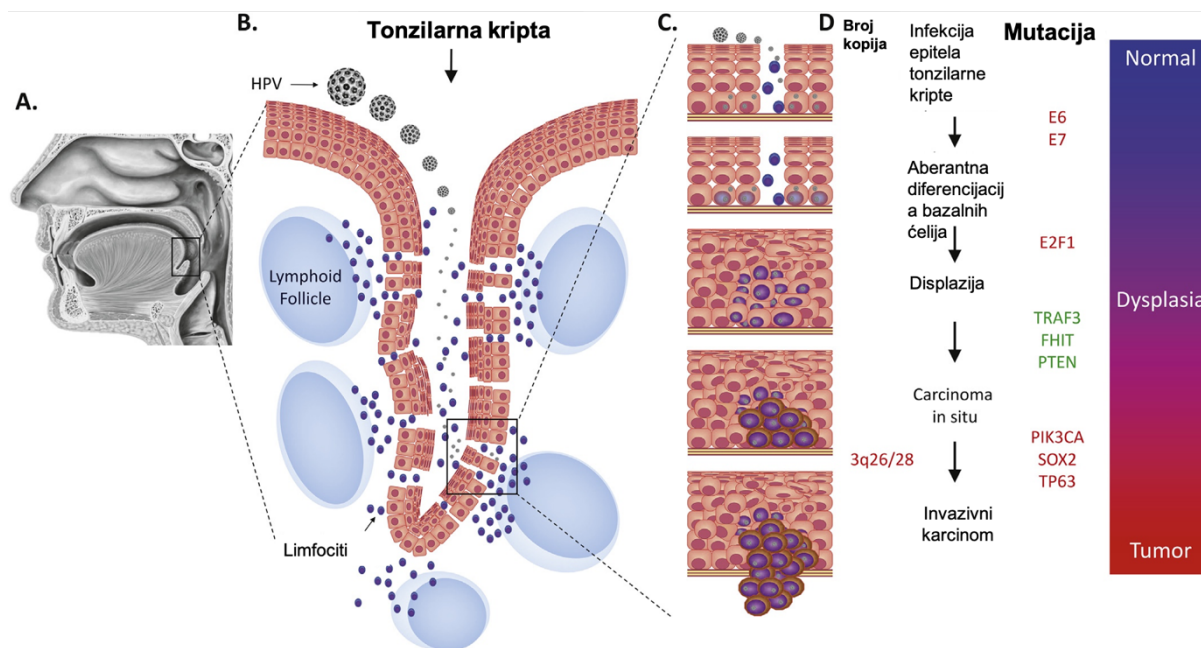 A.
B.
Tonzilarna kripta
HPV
Lymphoid
Follicle
Limfociti
C.
D
Broj
kopija
3q26/28
Infekcija
epitela
tonzilarne
kripte
Aberantna
diferencijacij
a bazalnih
ćelija
Displazija
Carcinoma
in situ
Invazivni
karcinom
Mutacija
E6
E7
E2F1
TRAF3
FHIT
PTEN
PIK3CA
SOX2
TP63
Normal
Dysplasia
Tumor